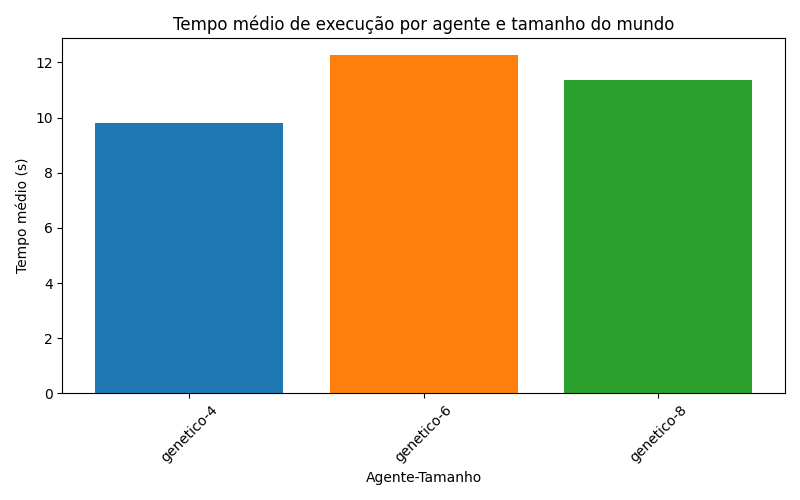 Tempo médio de execução por agente e tamanho do mundo
Tempo médio (s)
12
10
8
6
4
2
0
genetico-4
genetico-6
genetico-8
Agente-Tamanho